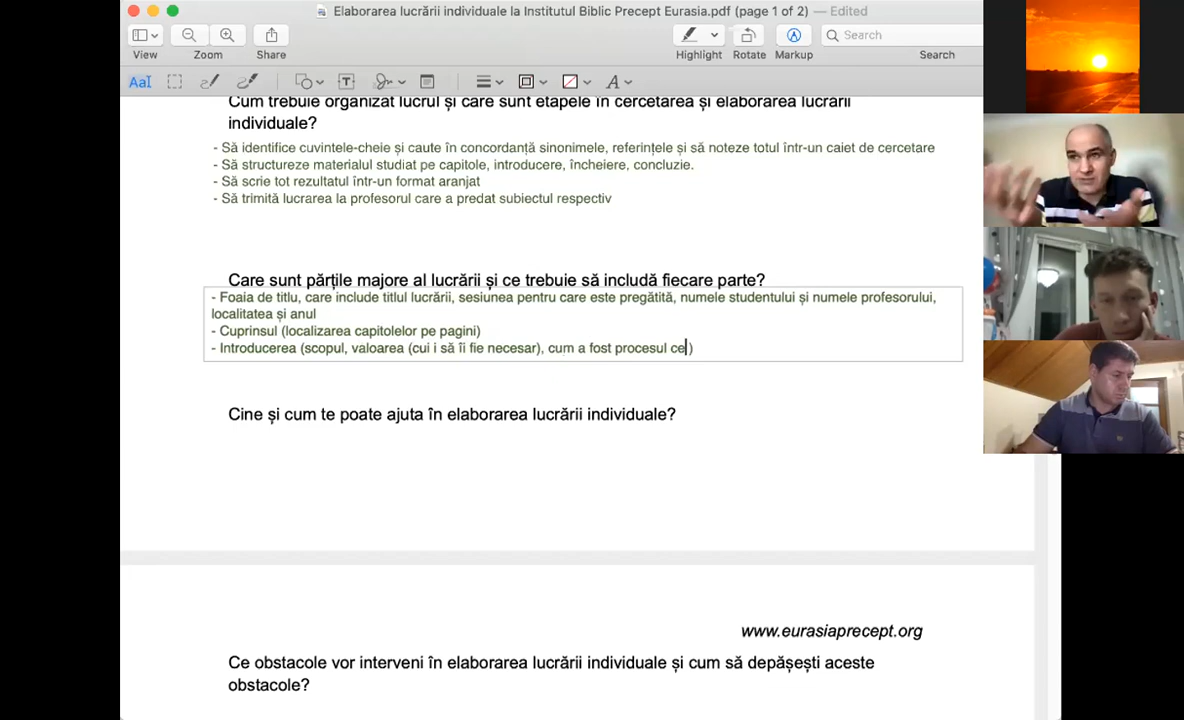 Elaborarea lucrării individuale la Institutul Biblic Precept Eurasia.pdf (page 1 of 2) — Edited
View Zoom Share Highlight Rotate Markup Search Search
AaI T A
Cum trebuie organizat lucrul și care sunt etapele în cercetarea și elaborarea lucrării
individuale?
- Să identifice cuvintele-cheie și caute în concordanță sinonimele, referințele și să noteze totul într-un caiet de cercetare
- Să structureze materialul studiat pe capitole, introducere, încheiere, concluzie.
- Să scrie tot rezultatul într-un format aranjat
- Să trimită lucrarea la profesorul care a predat subiectul respectiv
Care sunt părțile majore al lucrării și ce trebuie să includă fiecare parte?
- Foaia de titlu, care include titlul lucrării, sesiunea pentru care este pregătită, numele studentului și numele profesorului,
localitatea și anul
- Cuprinsul (localizarea capitolelor pe pagini)
- Introducerea (scopul, valoarea (cui i să îi fie necesar), cum a fost procesul ce)
Cine și cum te poate ajuta în elaborarea lucrării individuale?
www.eurasiaprecept.org
Ce obstacole vor interveni în elaborarea lucrării individuale și cum să depășești aceste
obstacole?